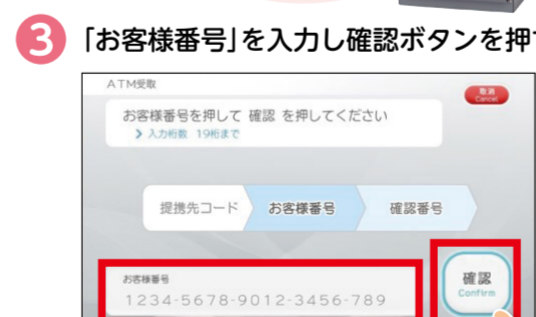 3 「お客様番号」を入力し確認ボタンを押
ATM受取
取消
Cancel
お客様番号を押して 確認 を押してください
> 入力桁数 19桁まで
提携先コード お客様番号 確認番号
お客様番号
1234-5678-9012-3456-789
確認
Confirm